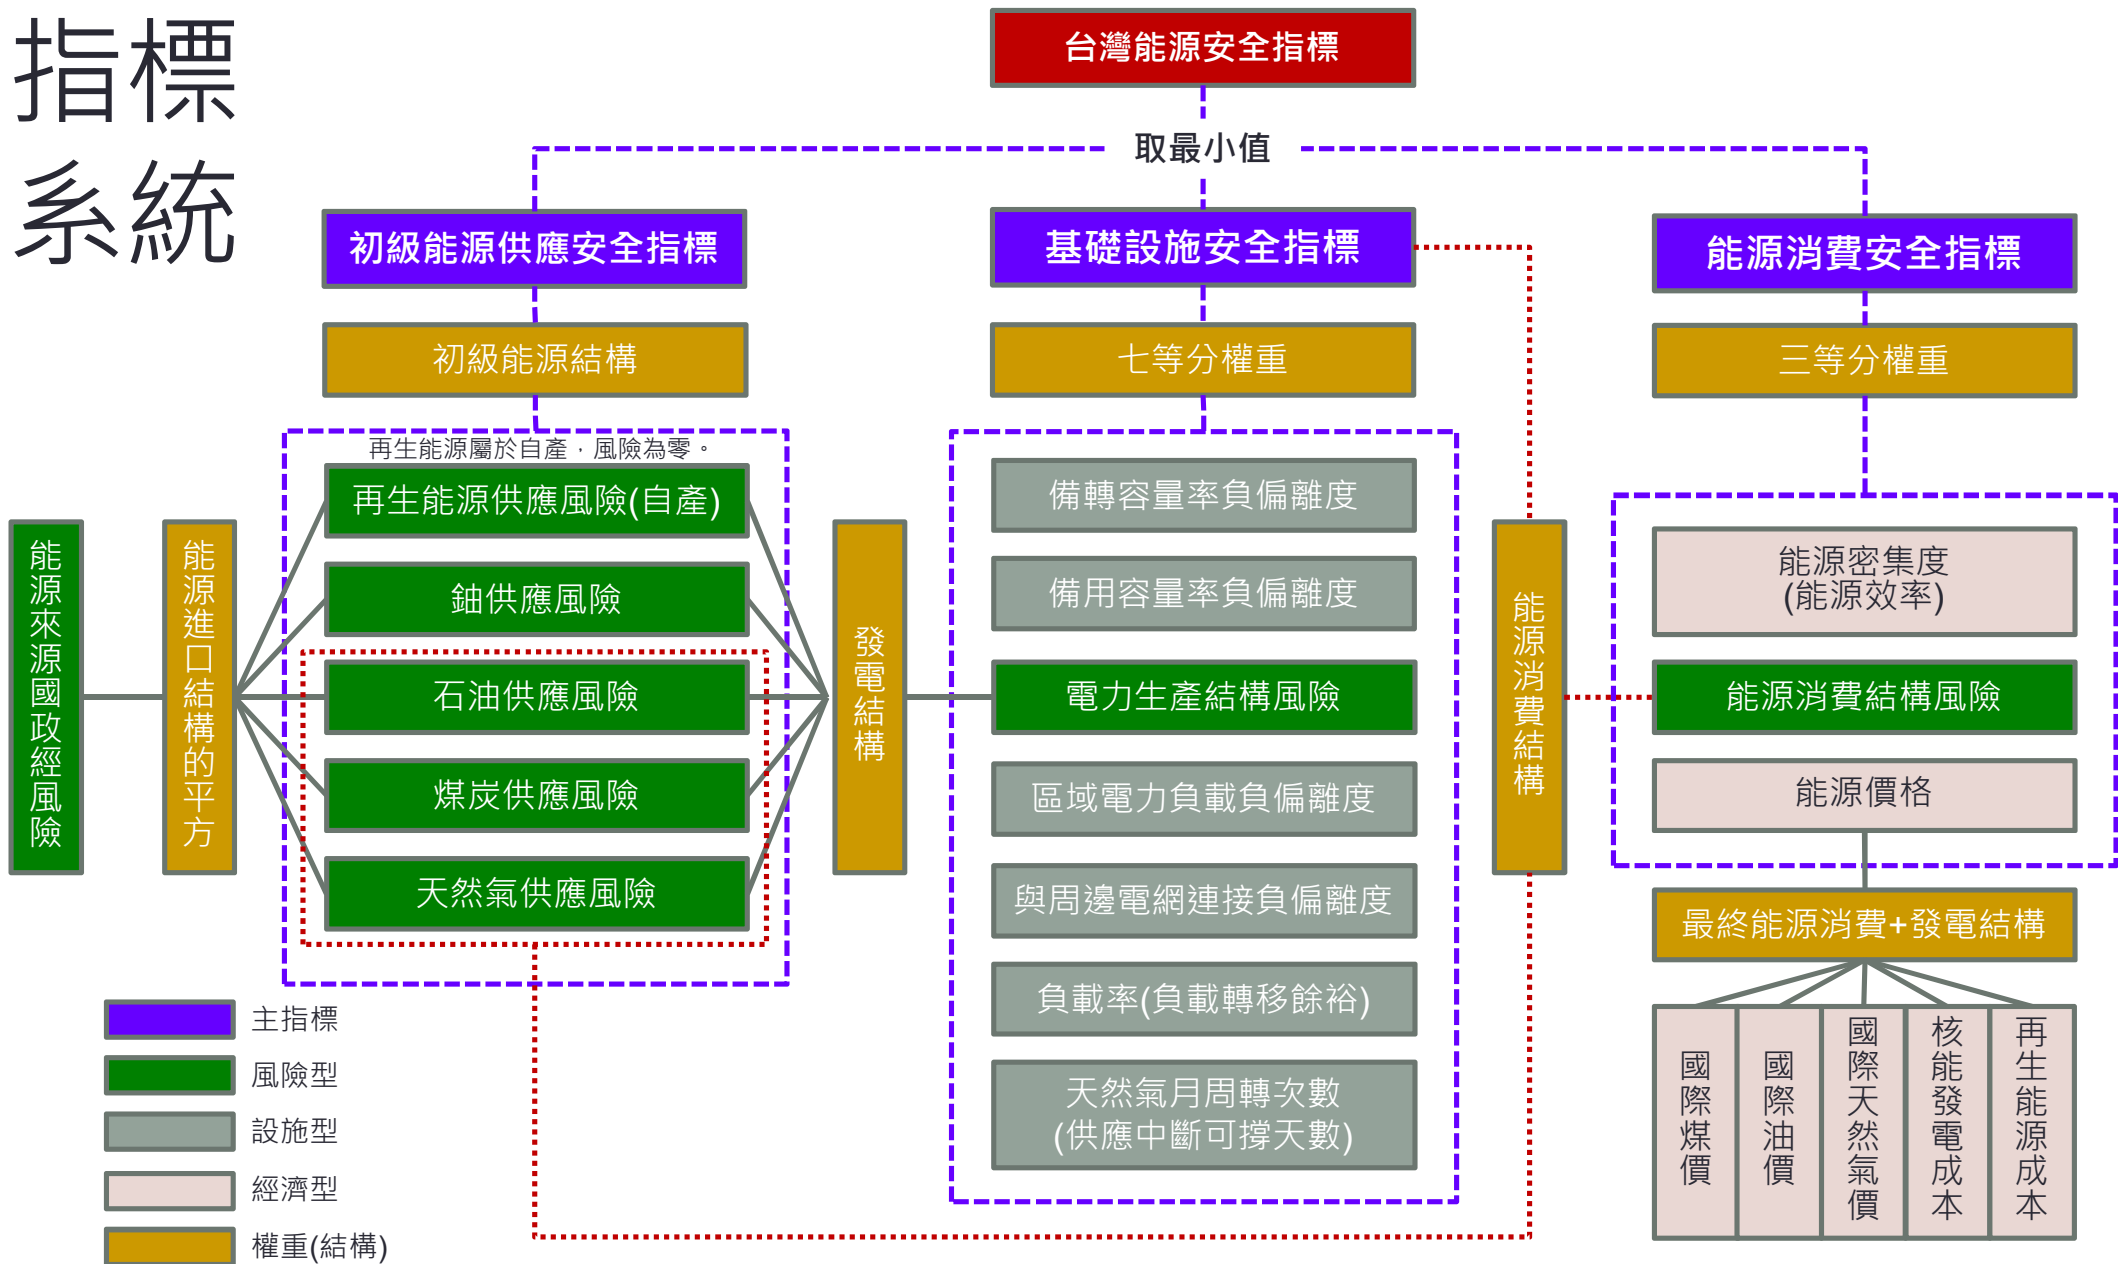 指標
系統
台灣能源安全指標
取最小值
初級能源供應安全指標
基礎設施安全指標
能源消費安全指標
初級能源結構
七等分權重
三等分權重
能源來源國政經風險
能源進口結構的平方
再生能源屬於自產，風險為零。
再生能源供應風險(自產)
鈾供應風險
石油供應風險
煤炭供應風險
天然氣供應風險
發電結構
備轉容量率負偏離度
備用容量率負偏離度
電力生產結構風險
區域電力負載負偏離度
與周邊電網連接負偏離度
負載率(負載轉移餘裕)
天然氣月周轉次數
(供應中斷可撐天數)
能源消費結構
能源密集度
(能源效率)
能源消費結構風險
能源價格
最終能源消費+發電結構
國際煤價
國際油價
國際天然氣價
核能發電成本
再生能源成本
主指標
風險型
設施型
經濟型
權重(結構)